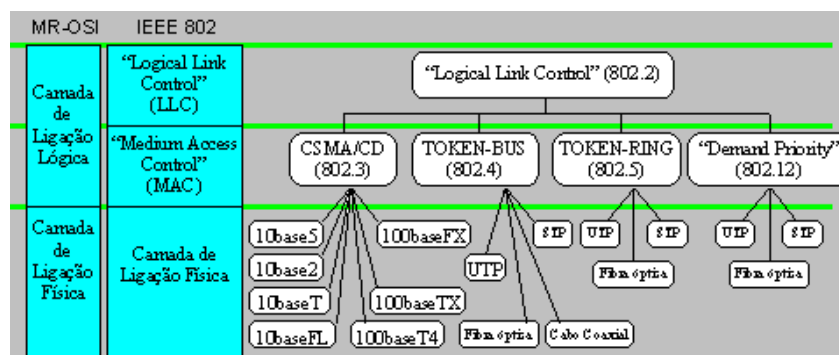 MR-OSI
IEEE 802
Camada
de
Ligação
Lógica
“Logical Link
Control”
(LLC)
“Logical Link Control” (802.2)
“Medium Access
Control”
(MAC)
CSMA/CD
(802.3)
TOKEN-BUS
(802.4)
TOKEN-RING
(802.5)
“Demand Priority”
(802.12)
Camada
de
Ligação
Física
Camada de
Ligação Física
10base5
10base2
10baseT
10baseFL
100baseFX
100baseTX
100baseT4
UTP
STP
Fibra óptica
Cabo Coaxial
UTP
STP
Fibra óptica
UTP
STP
Fibra óptica